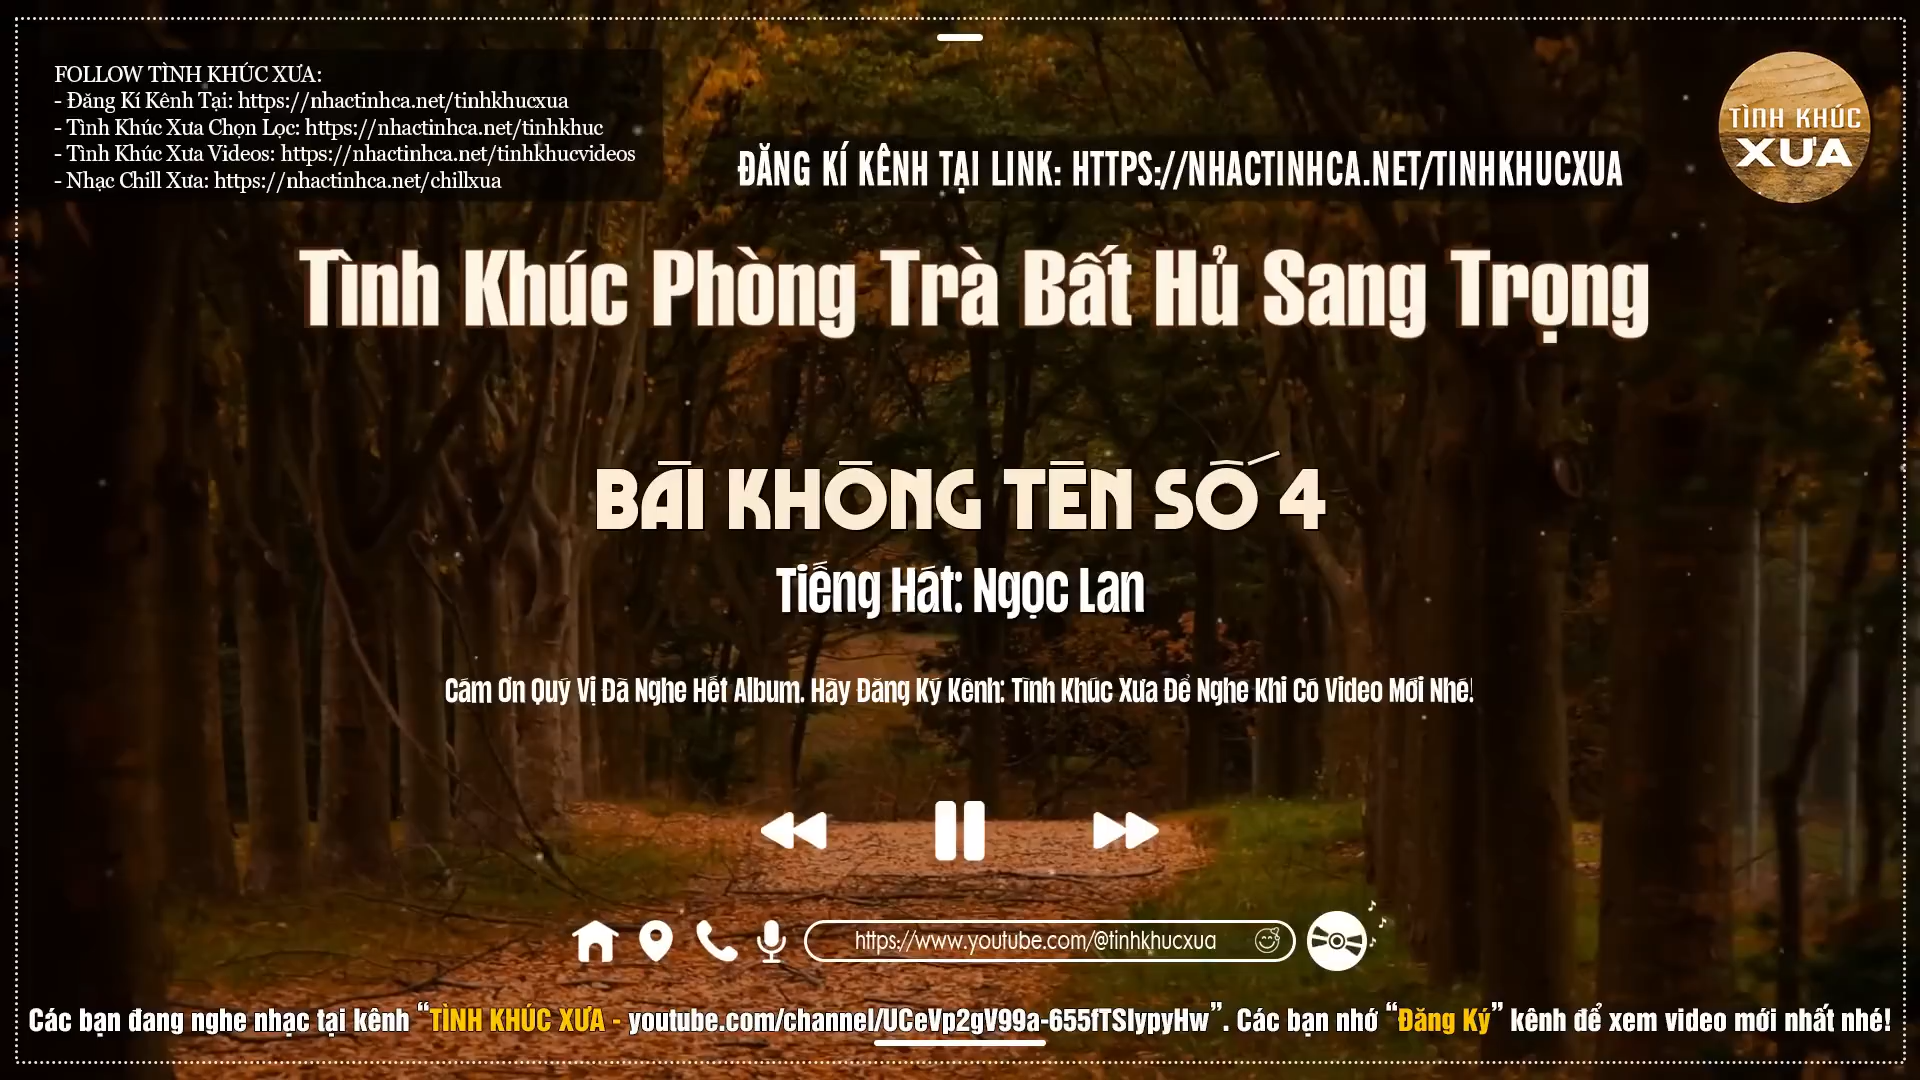 FOLLOW TÌNH KHÚC XƯA:
- Đăng Kí Kênh Tại: https://nhactinhca.net/tinhkhucxua
- Tình Khúc Xưa Chọn Lọc: https://nhactinhca.net/tinhkhuc
- Tình Khúc Xưa Videos: https://nhactinhca.net/tinhkhucvideos
- Nhạc Chill Xưa: https://nhactinhca.net/chillxua
TÌNH KHÚC
XƯA
ĐĂNG KÍ KÊNH TẠI LINK: HTTPS://NHACTINHCA.NET/TINHKHUCXUA
Tình Khúc Phòng Trà Bất Hủ Sang Trọng
BÀI KHÔNG TÊN SỐ 4
Tiếng Hát: Ngọc Lan
Cám Ơn Quý Vị Đã Nghe Hết Album. Hãy Đăng Ký Kênh: Tình Khúc Xưa Để Nghe Khi Có Video Mới Nhé!
https://www.youtube.com/@tinhkhucxua
Các bạn đang nghe nhạc tại kênh “TÌNH KHÚC XƯA - youtube.com/channel/UCeVp2gV99a-655fTSIypyHw”. Các bạn nhớ “Đăng Ký” kênh để xem video mới nhất nhé!